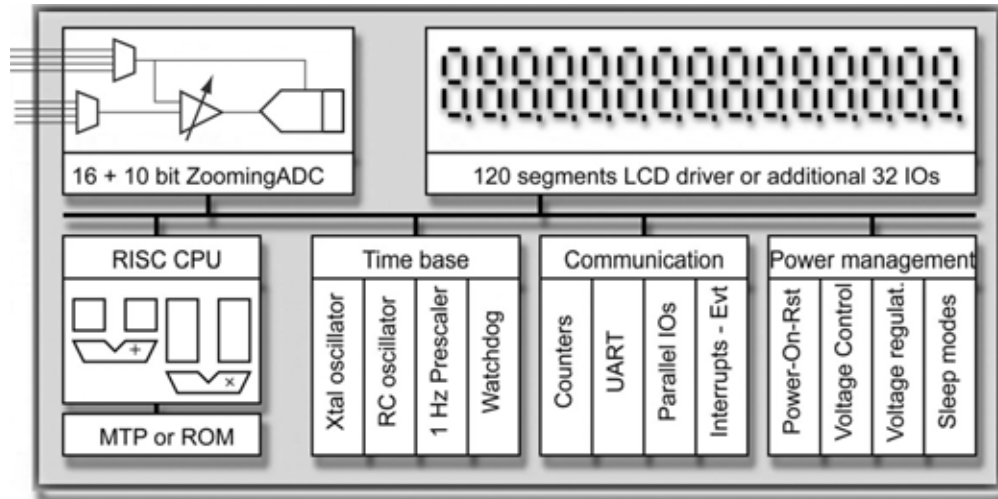 16 + 10 bit ZoomingADC
120 segments LCD driver or additional 32 IOs
RISC CPU
+
×
MTP or ROM
Time base
Xtal oscillator
RC oscillator
1 Hz Prescaler
Watchdog
Communication
Counters
UART
Parallel IOs
Interrupts - Evt
Power management
Power-On-Rst
Voltage Control
Voltage regulat.
Sleep modes